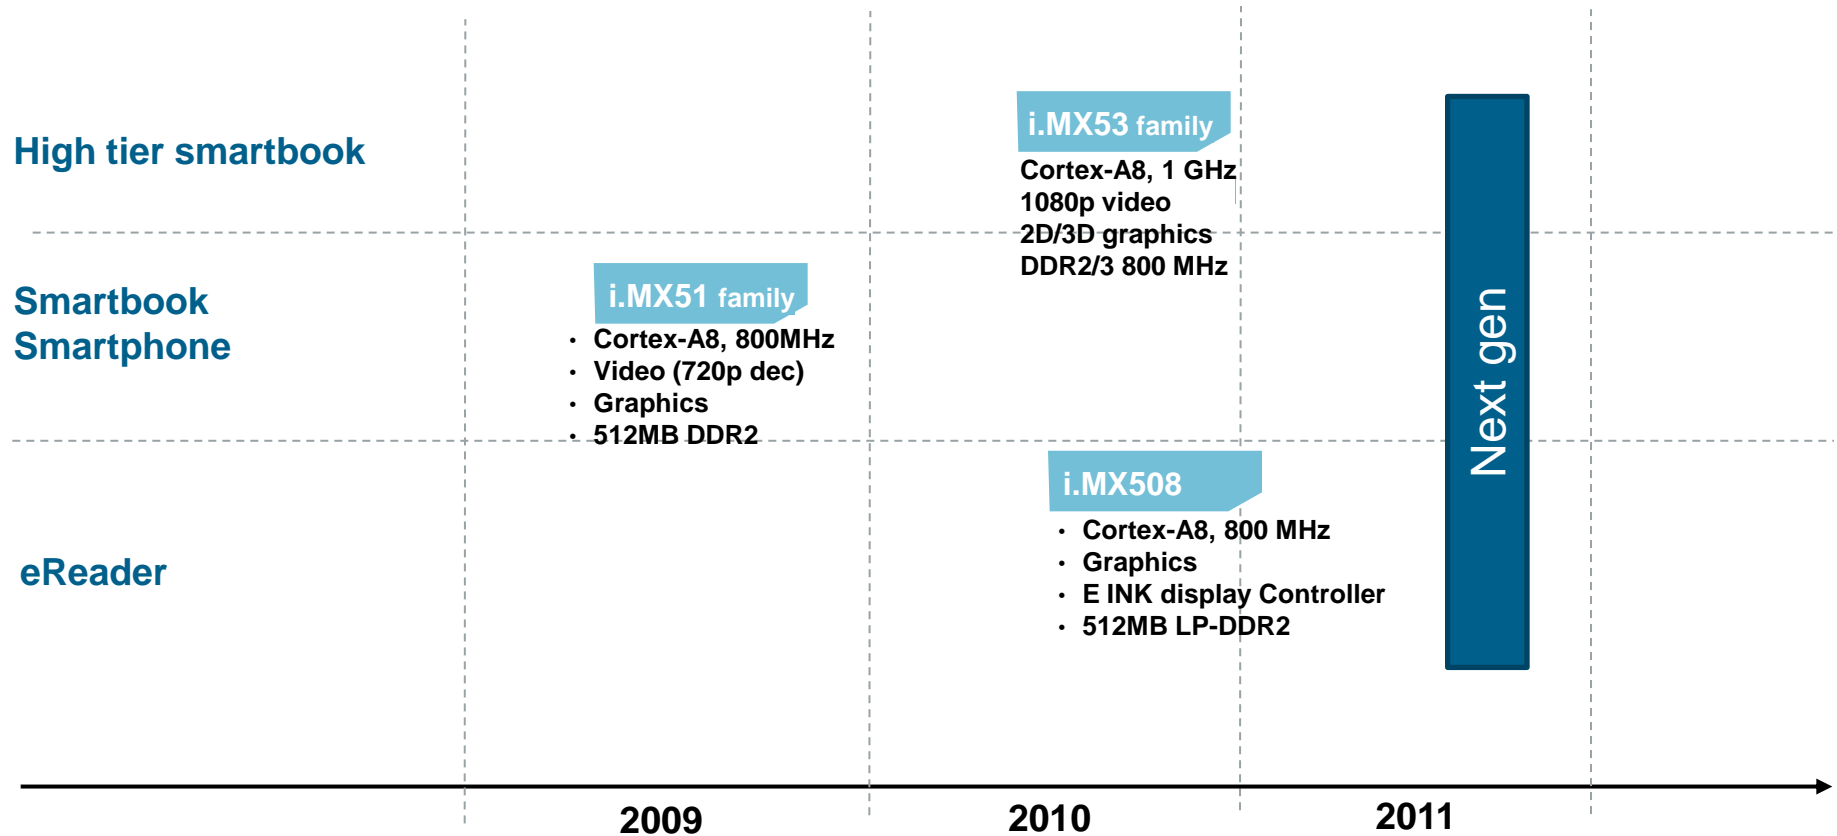 High tier smartbook
i.MX53 family
Cortex-A8, 1 GHz
1080p video
2D/3D graphics
DDR2/3 800 MHz
Smartbook
Smartphone
i.MX51 family
• Cortex-A8, 800MHz
• Video (720p dec)
• Graphics
• 512MB DDR2
Next gen
eReader
i.MX508
• Cortex-A8, 800 MHz
• Graphics
• E INK display Controller
• 512MB LP-DDR2
2009
2010
2011